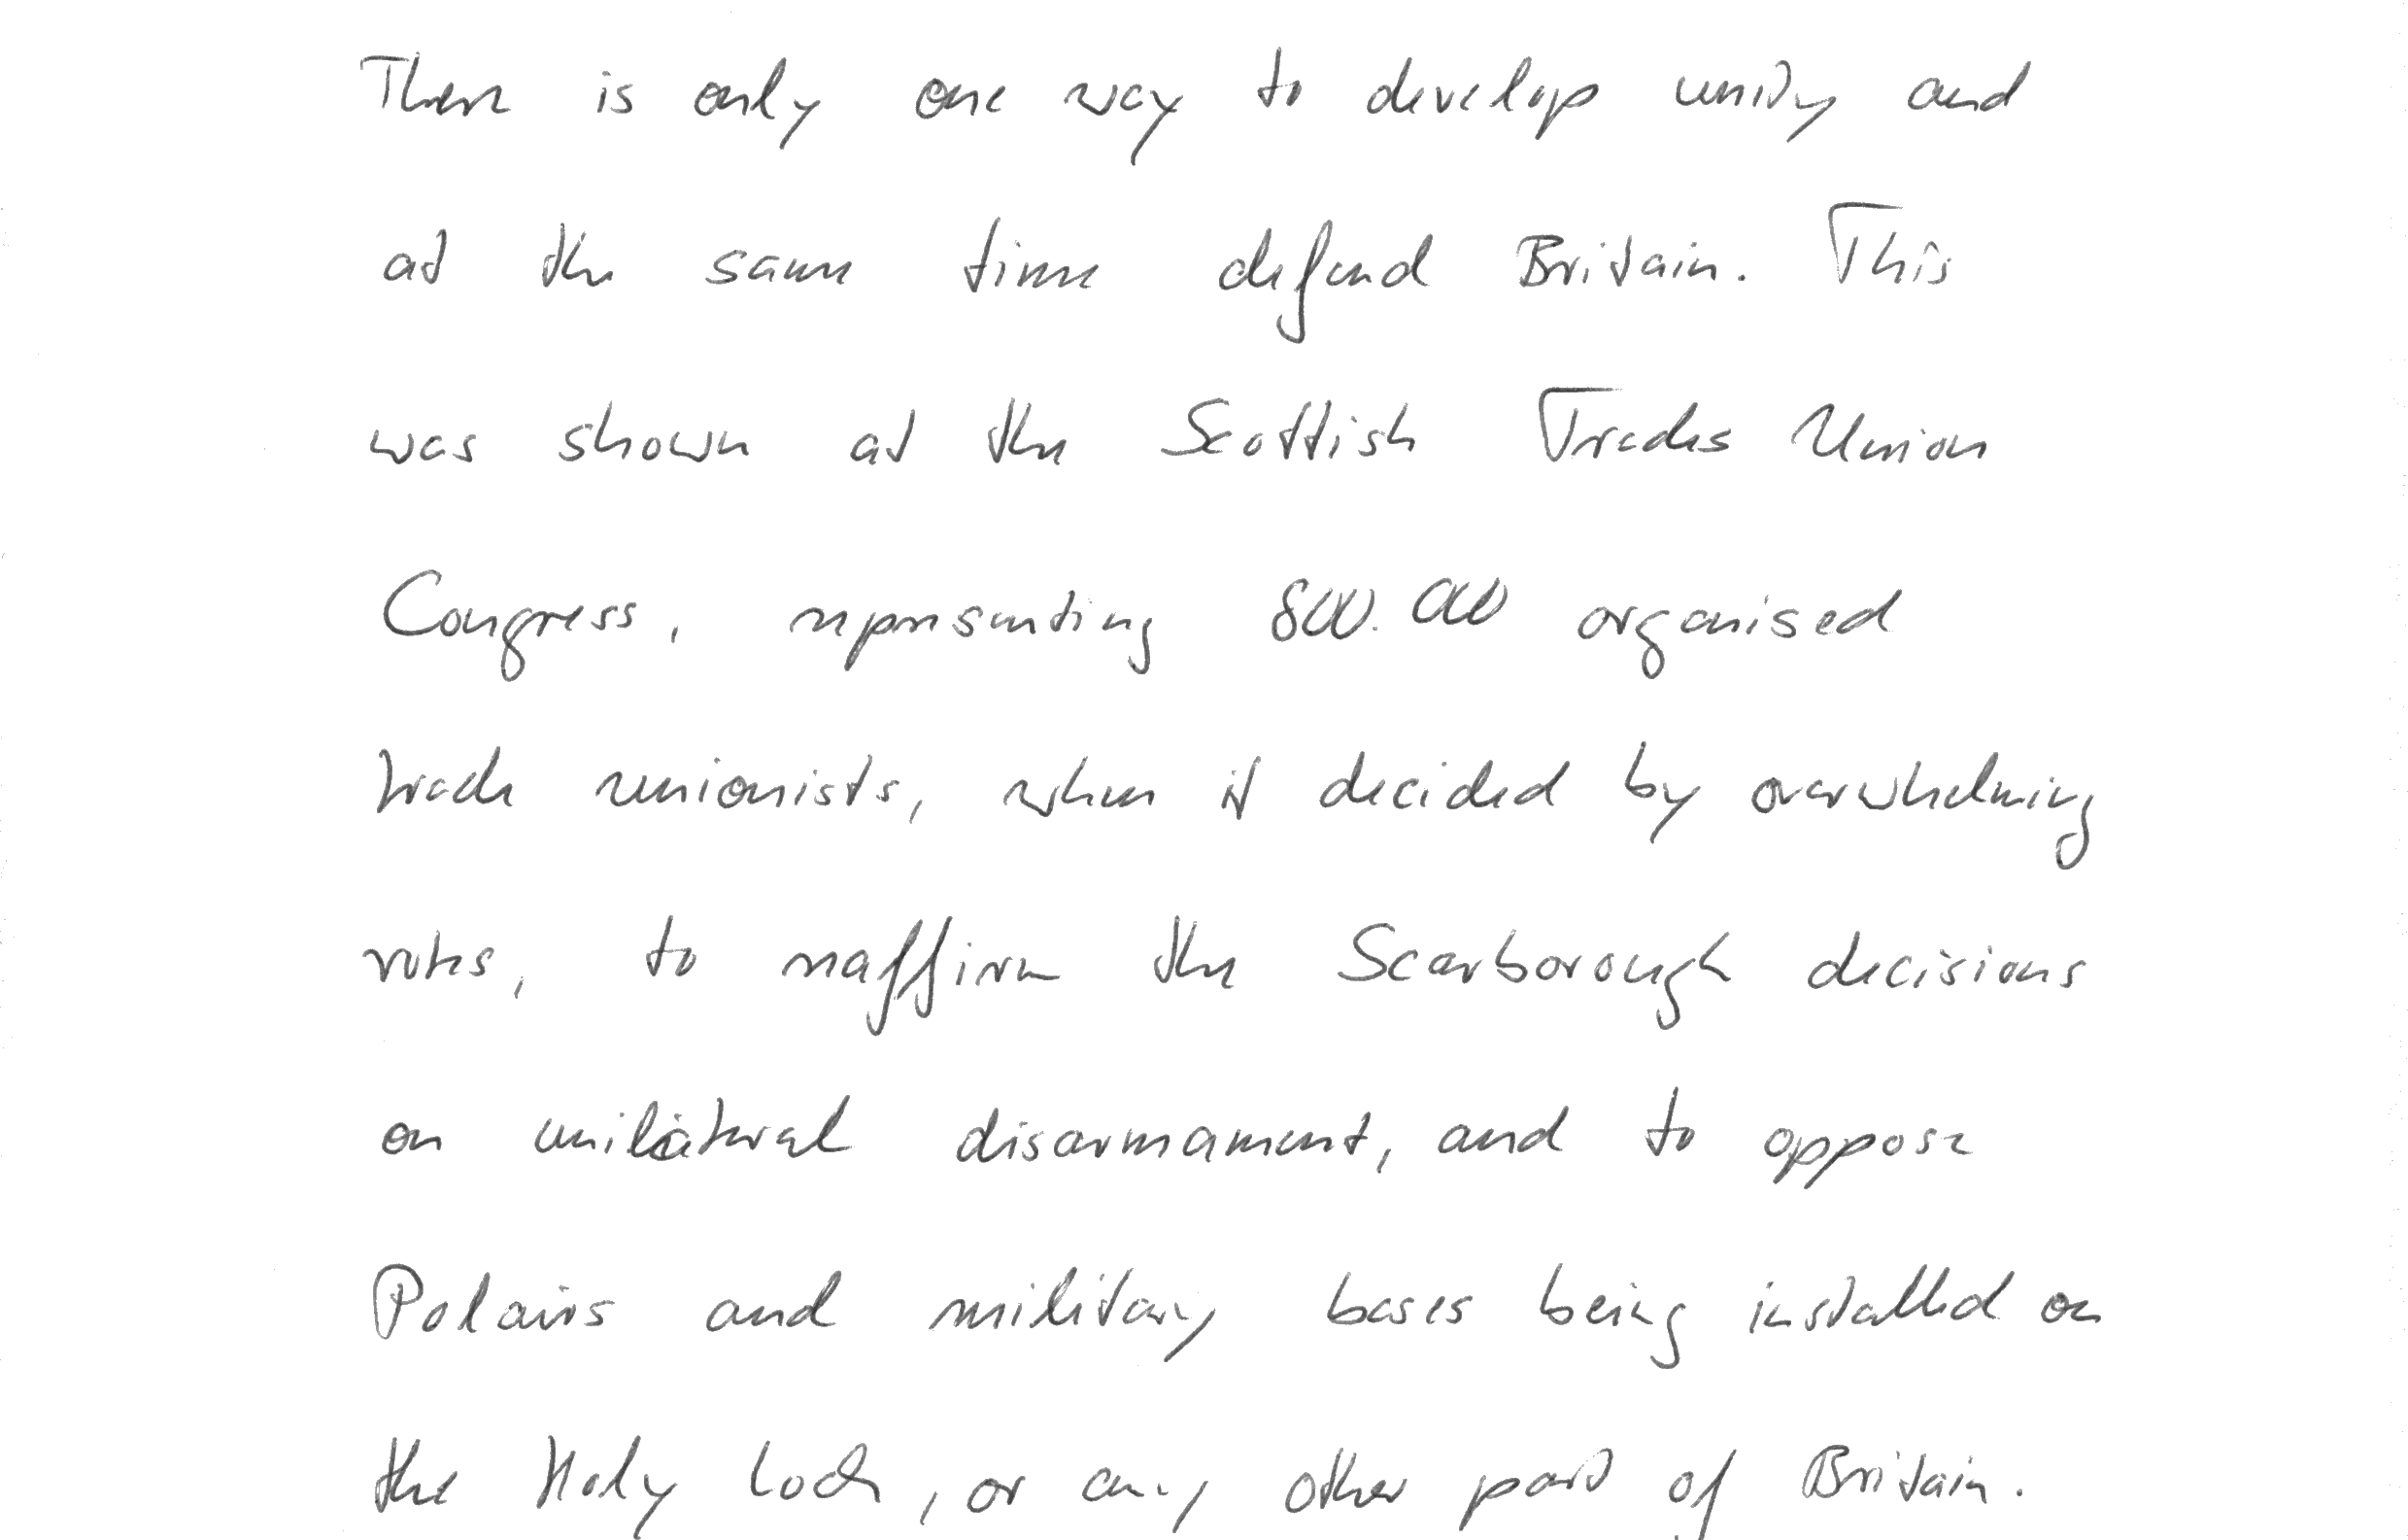 There is only one way to develop unity and
at the same time defend Britain. This
was shown at the Scottish Trades Union
Congress, representing 800.000 organised
trade unionists, when it decided by overwhelming
votes, to reaffirm the Scarborough decisions
on unilateral disarmament, and to oppose
Polaris and military bases being installed on
the Holy Loch, or any other part of Britain.